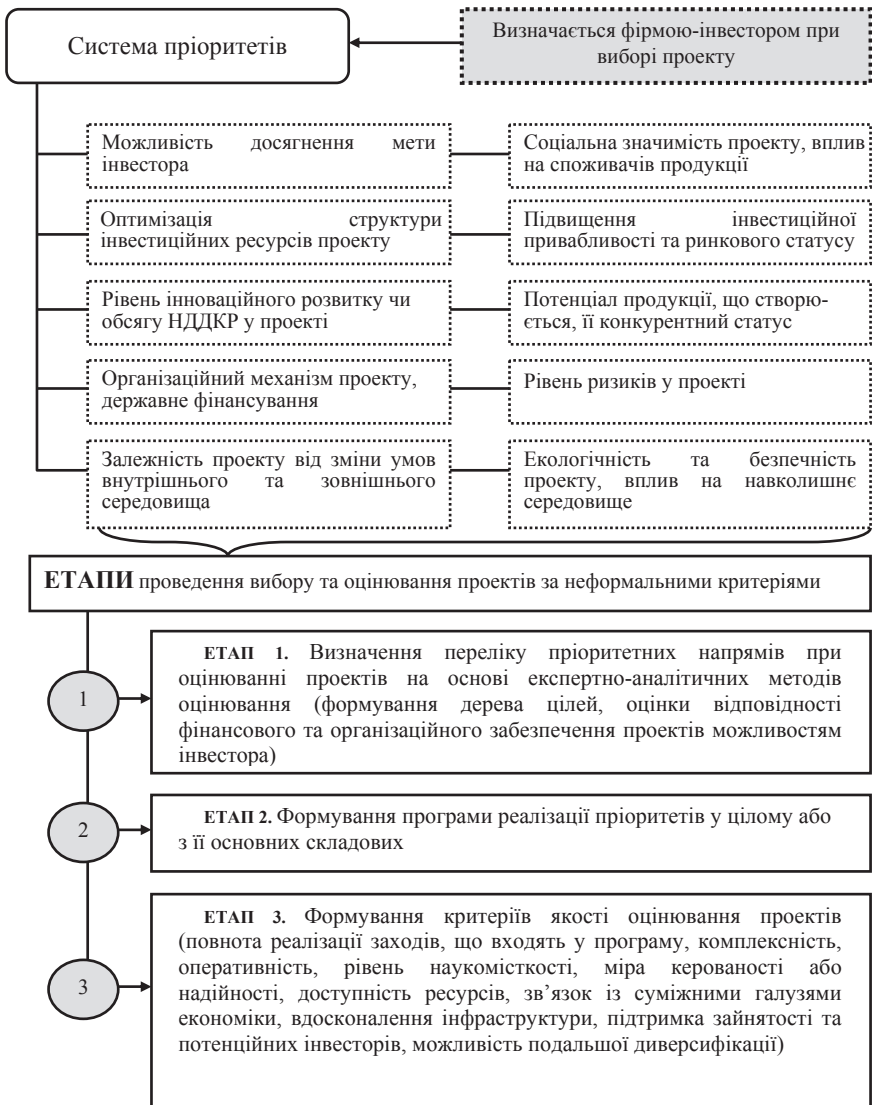 Система пріоритетів
Визначається фірмою-інвестором при
виборі проекту
Можливість досягнення мети
інвестора
Соціальна значимість проекту, вплив
на споживачів продукції
Оптимізація структури
інвестиційних ресурсів проекту
Підвищення інвестиційної
привабливості та ринкового статусу
Рівень інноваційного розвитку чи
обсягу НДДКР у проекті
Потенціал продукції, що створю-
ється, її конкурентний статус
Організаційний механізм проекту,
державне фінансування
Рівень ризиків у проекті
Залежність проекту від зміни умов
внутрішнього та зовнішнього
середовища
Екологічність та безпечність
проекту, вплив на навколишнє
середовище
ЕТАПИ проведення вибору та оцінювання проектів за неформальними критеріями
1
ЕТАП 1. Визначення переліку пріоритетних напрямів при
оцінюванні проектів на основі експертно-аналітичних методів
оцінювання (формування дерева цілей, оцінки відповідності
фінансового та організаційного забезпечення проектів можливостям
інвестора)
2
ЕТАП 2. Формування програми реалізації пріоритетів у цілому або
з її основних складових
3
ЕТАП 3. Формування критеріїв якості оцінювання проектів
(повнота реалізації заходів, що входять у програму, комплексність,
оперативність, рівень наукомісткості, міра керованості або
надійності, доступність ресурсів, зв’язок із суміжними галузями
економіки, вдосконалення інфраструктури, підтримка зайнятості та
потенційних інвесторів, можливість подальшої диверсифікації)